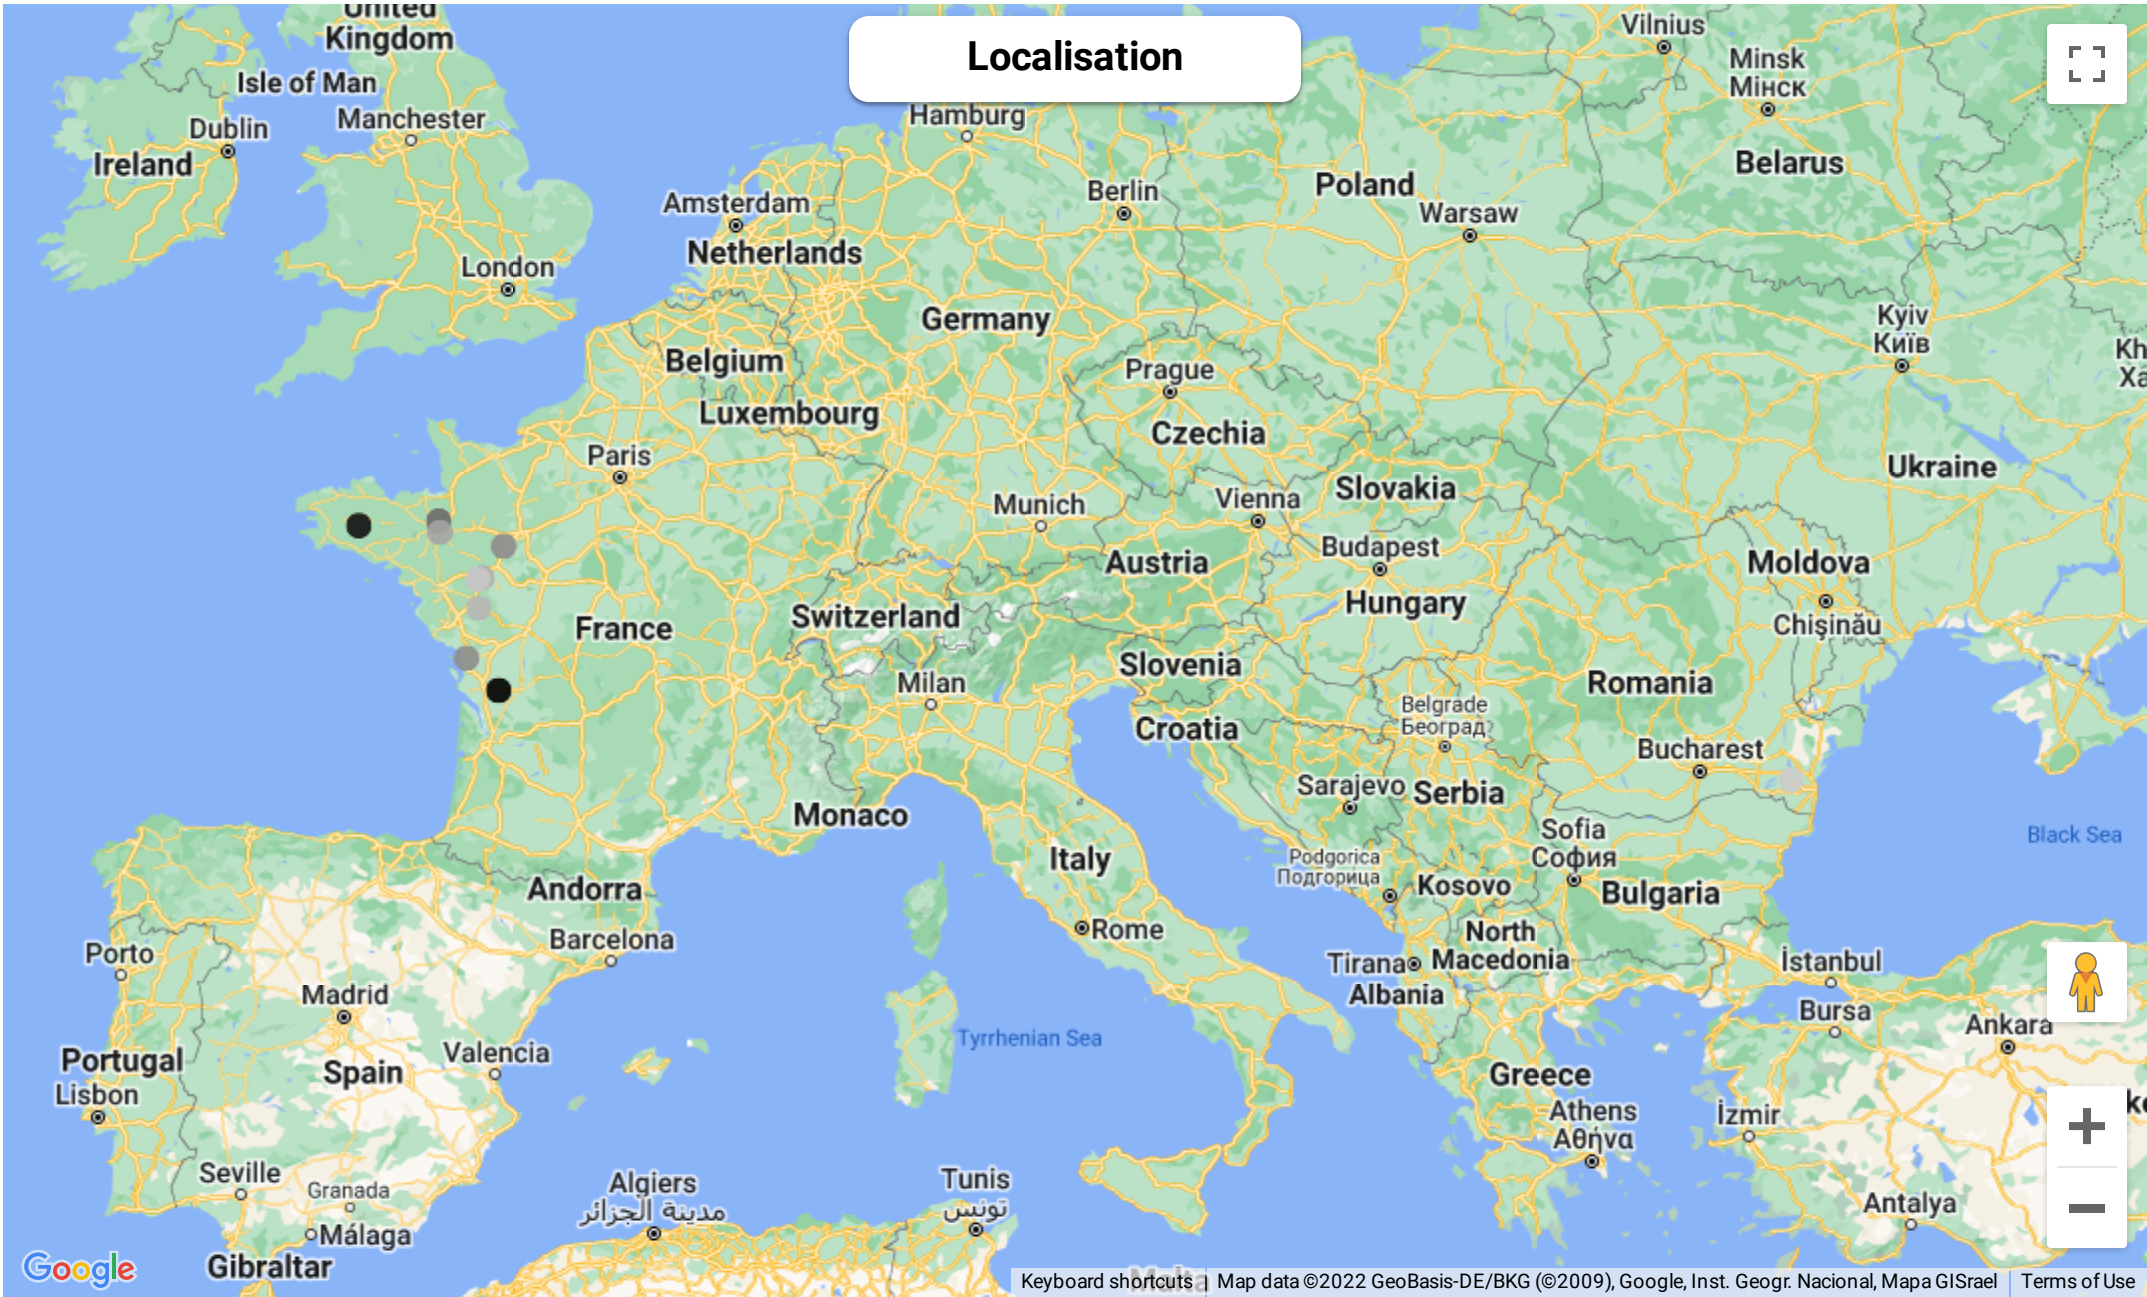 United
Kingdom
Localisation
Vilnius
Minsk
Мінск
Isle of Man
Manchester
Hamburg
Dublin
Ireland
Belarus
Amsterdam
Berlin
Poland
Warsaw
Netherlands
London
Germany
Kyiv
Київ
Kh
Ха
Belgium
Prague
Luxembourg
Czechia
Paris
Ukraine
Munich
Vienna
Slovakia
Austria
Budapest
Moldova
Switzerland
Hungary
Chișinău
France
Slovenia
Milan
Romania
Belgrade
Београд
Croatia
Bucharest
Sarajevo
Serbia
Monaco
Sofia
София
Black Sea
Italy
Podgorica
Подгорица
Kosovo
Bulgaria
Andorra
Rome
North
Macedonia
Barcelona
Porto
Tirana
İstanbul
Albania
Madrid
Bursa
Ankara
Tyrrhenian Sea
Valencia
Portugal
Spain
Greece
Lisbon
Athens
Αθήνα
İzmir
Seville
Granada
Algiers
مدينة الجزائر
Tunis
تونس
Antalya
Málaga
Gibraltar
Google
Malta
Keyboard shortcuts
Map data ©2022 GeoBasis-DE/BKG (©2009), Google, Inst. Geogr. Nacional, Mapa GISrael
Terms of Use